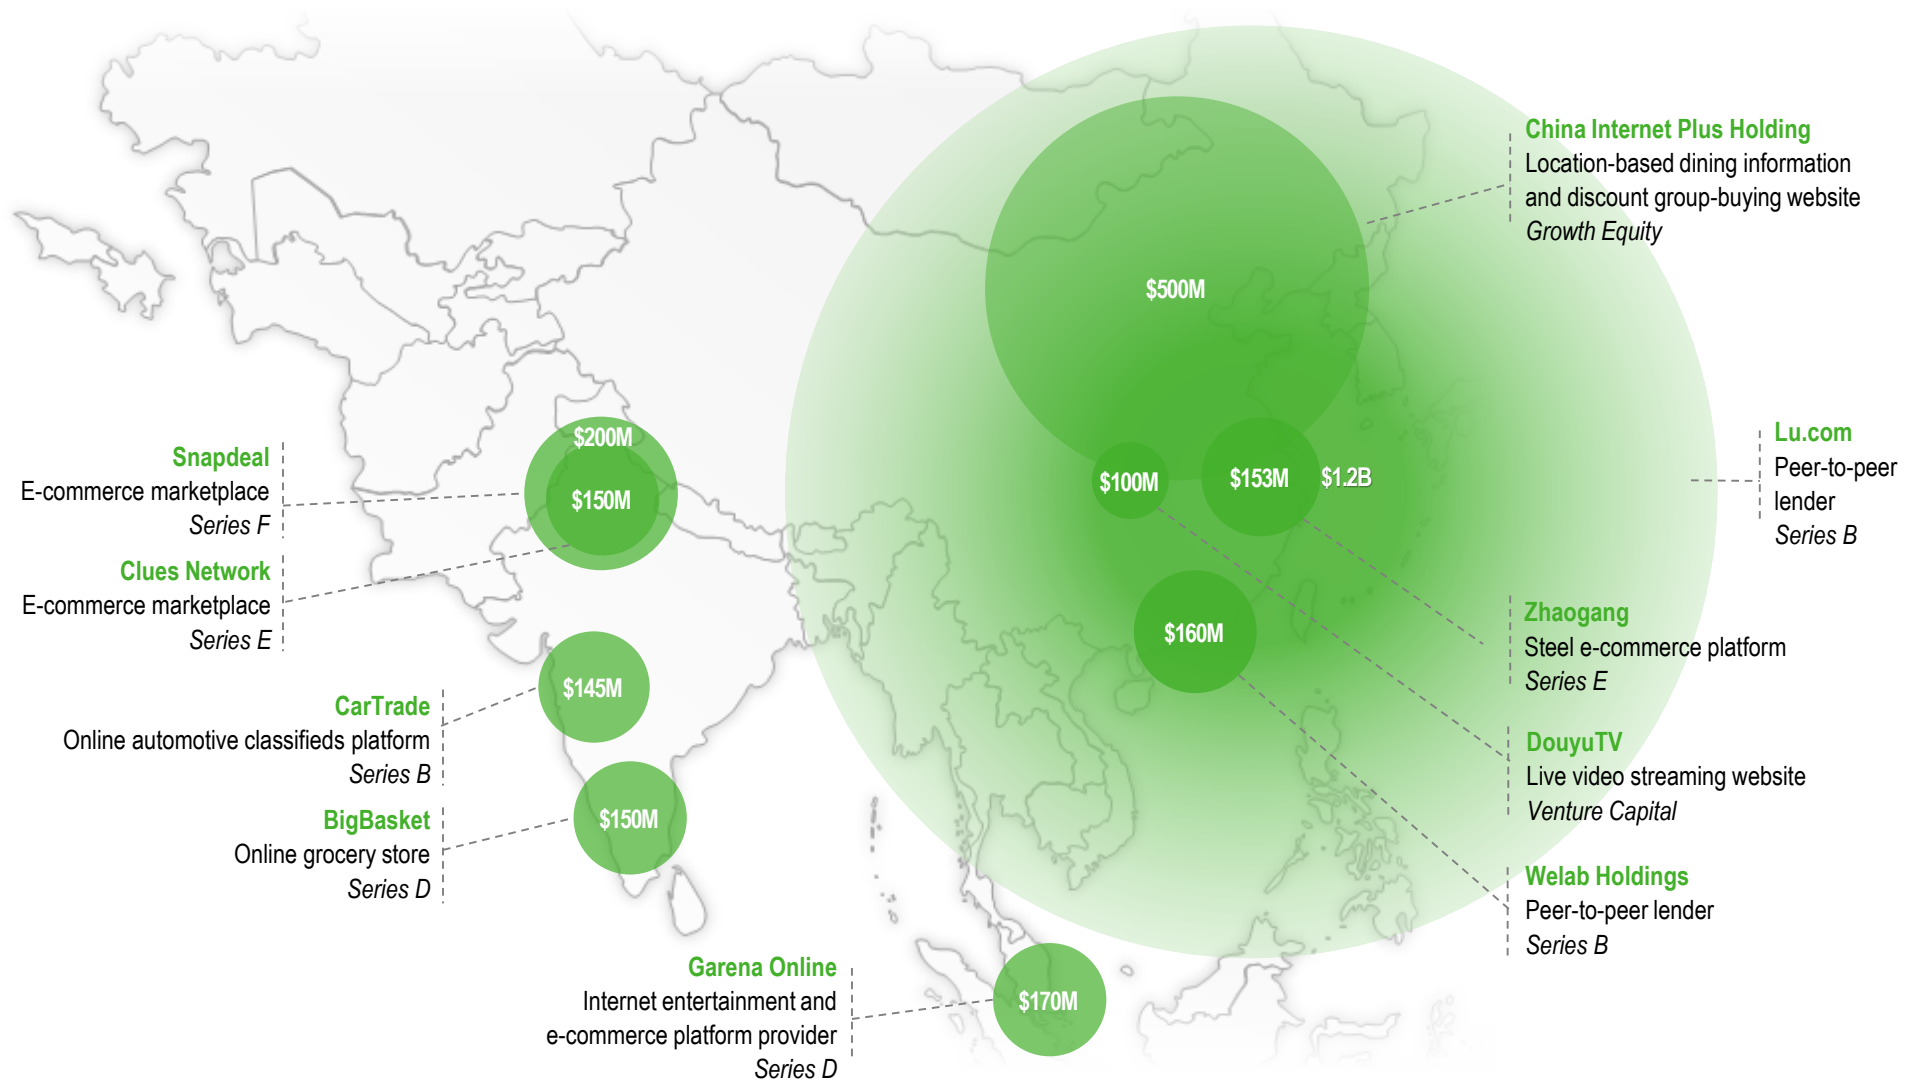 China Internet Plus Holding
Location-based dining information
and discount group-buying website
Growth Equity
$500M
Lu.com
Peer-to-peer
lender
Series B
$1.2B
$200M
$150M
Snapdeal
E-commerce marketplace
Series F
Clues Network
E-commerce marketplace
Series E
$100M
$153M
$160M
Zhaogang
Steel e-commerce platform
Series E
$145M
CarTrade
Online automotive classifieds platform
Series B
DouyuTV
Live video streaming website
Venture Capital
$150M
BigBasket
Online grocery store
Series D
Welab Holdings
Peer-to-peer lender
Series B
Garena Online
Internet entertainment and
e-commerce platform provider
Series D
$170M